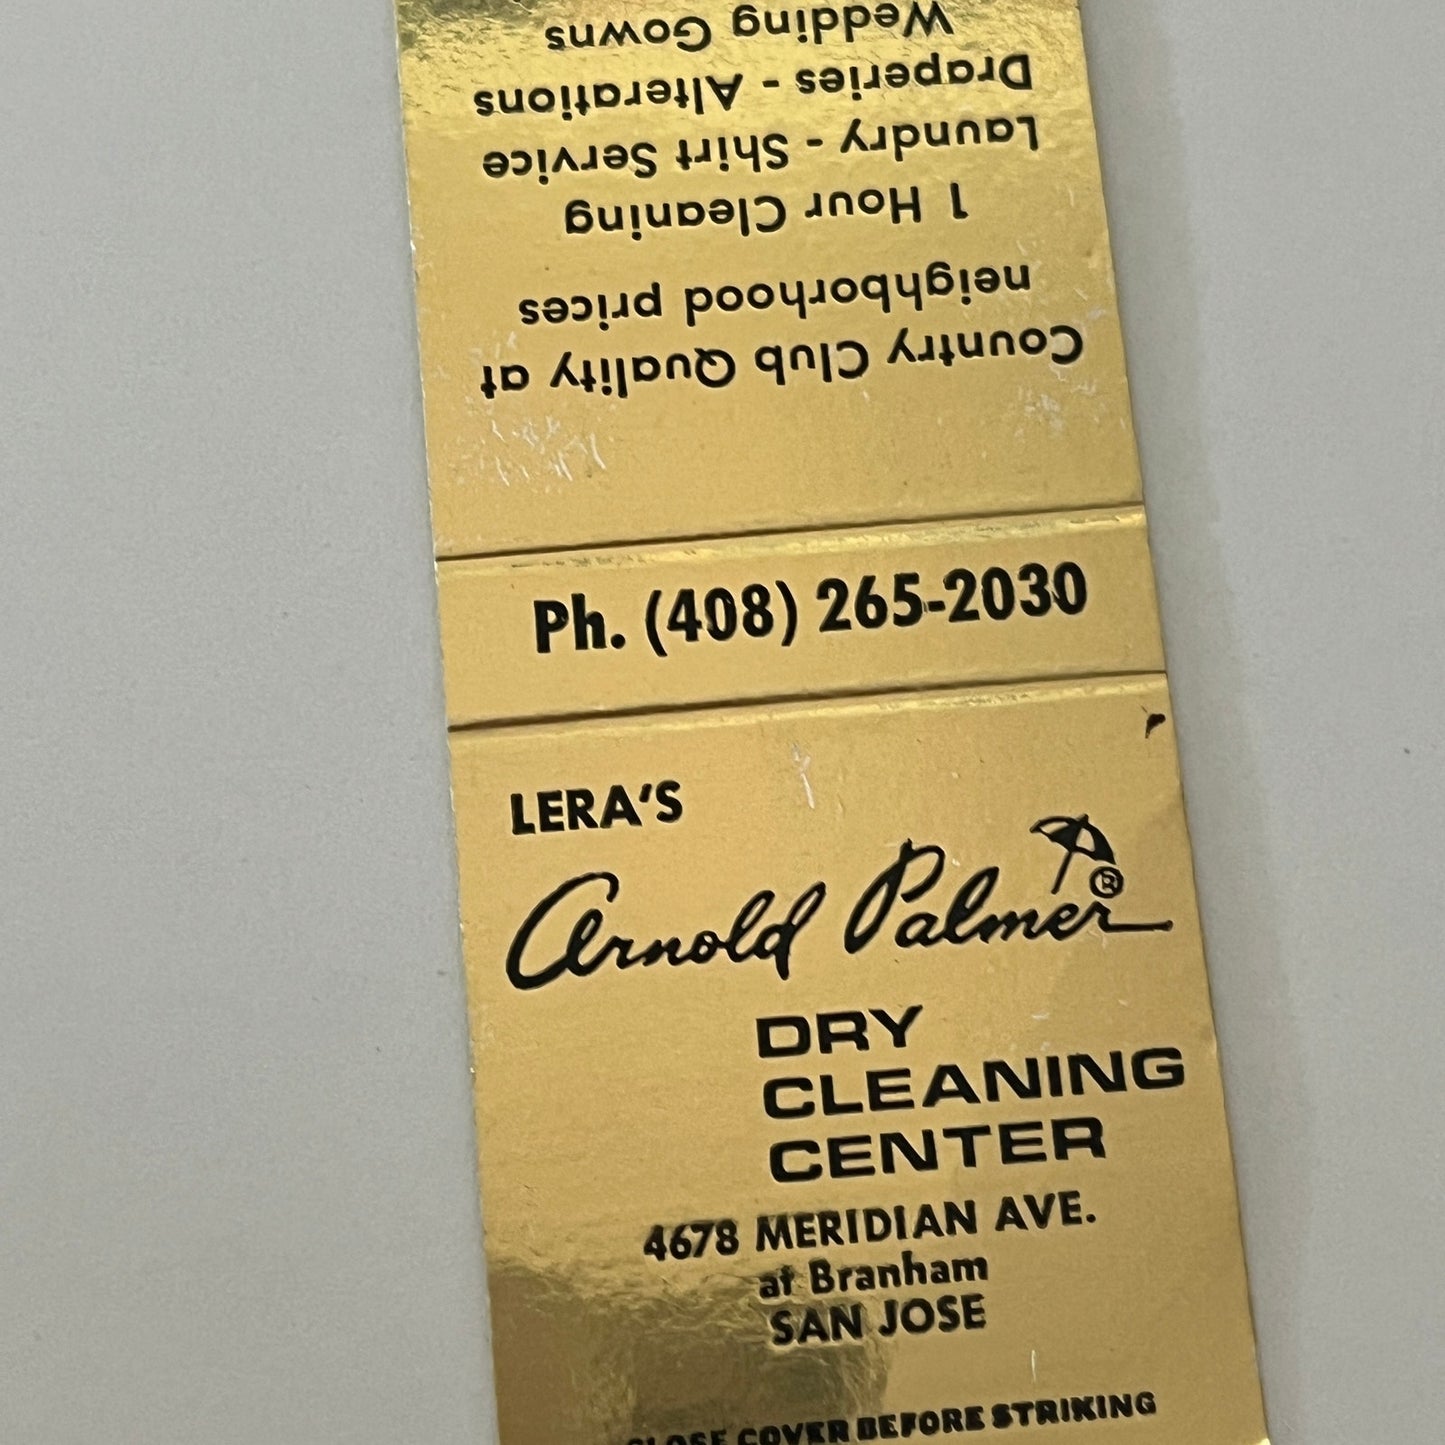 LERA'S
Arnold Palmer ®
DRY
CLEANING
CENTER
4678 MERIDIAN AVE.
at Branham
SAN JOSE
CLOSE COVER BEFORE STRIKING
Ph. (408) 265-2030
Country Club Quality at
neighborhood prices
1 Hour Cleaning
Laundry - Shirt Service
Draperies - Alterations
Wedding Gowns